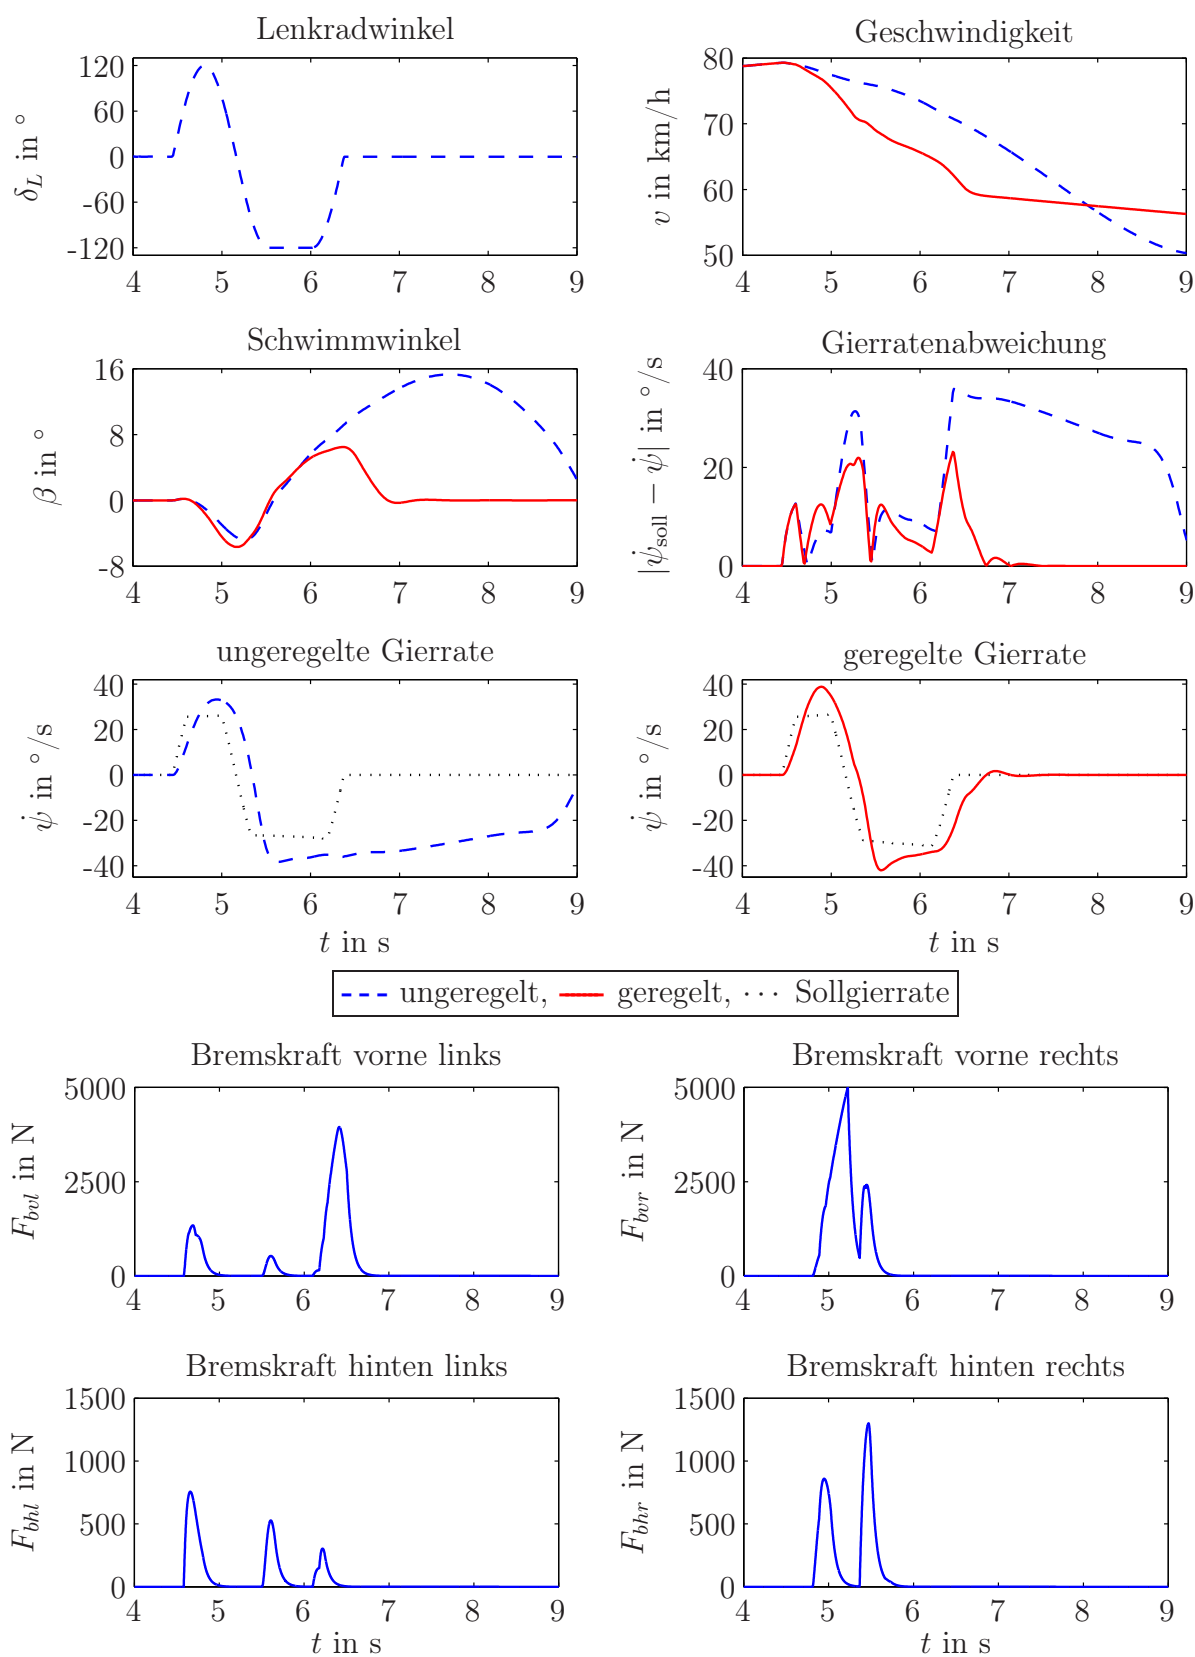 Lenkradwinkel
δ_L in °
120
60
0
-60
-120
4 5 6 7 8 9
Geschwindigkeit
v in km/h
80
70
60
50
4 5 6 7 8 9
Schwimmwinkel
β in °
16
8
0
-8
4 5 6 7 8 9
Gierratenabweichung
|ψ̇_soll − ψ̇| in °/s
40
20
0
4 5 6 7 8 9
ungeregelte Gierrate
ψ̇ in °/s
40
20
0
-20
-40
4 5 6 7 8 9
t in s
geregelte Gierrate
ψ̇ in °/s
40
20
0
-20
-40
4 5 6 7 8 9
t in s
ungeregelt, geregelt, ··· Sollgierrate
Bremskraft vorne links
F_bvl in N
5000
2500
0
4 5 6 7 8 9
Bremskraft vorne rechts
F_bvr in N
5000
2500
0
4 5 6 7 8 9
Bremskraft hinten links
F_bhl in N
1500
1000
500
0
4 5 6 7 8 9
t in s
Bremskraft hinten rechts
F_bhr in N
1500
1000
500
0
4 5 6 7 8 9
t in s